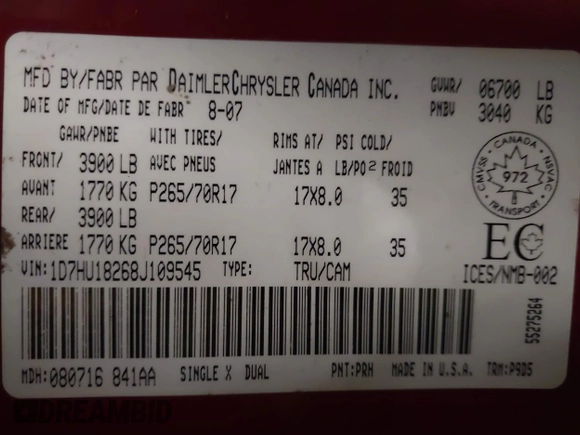 MFD BY/FABR PAR DAIMLERCHRYSLER CANADA INC. GVWR/ 06700 LB
DATE OF MFG/DATE DE FABR 8-07 PNBV 3040 KG
GAWR/PNBE WITH TIRES/ RIMS AT/ PSI COLD/
FRONT/ 3900 LB AVEC PNEUS JANTES A LB/PO2 FROID
AVANT 1770 KG P265/70R17 17X8.0 35
REAR/ 3900 LB
ARRIERE 1770 KG P265/70R17 17X8.0 35
CANADA
CMVSS 972 NSVAC
TRANSPORT
EC
VIN: 1D7HU18268J109545 TYPE: TRU/CAM ICES/NMB-002
55275264
MDH: 080716 841AA SINGLE X DUAL PNT: PRH MADE IN U.S.A. TRM: P9D5
DREAMBID